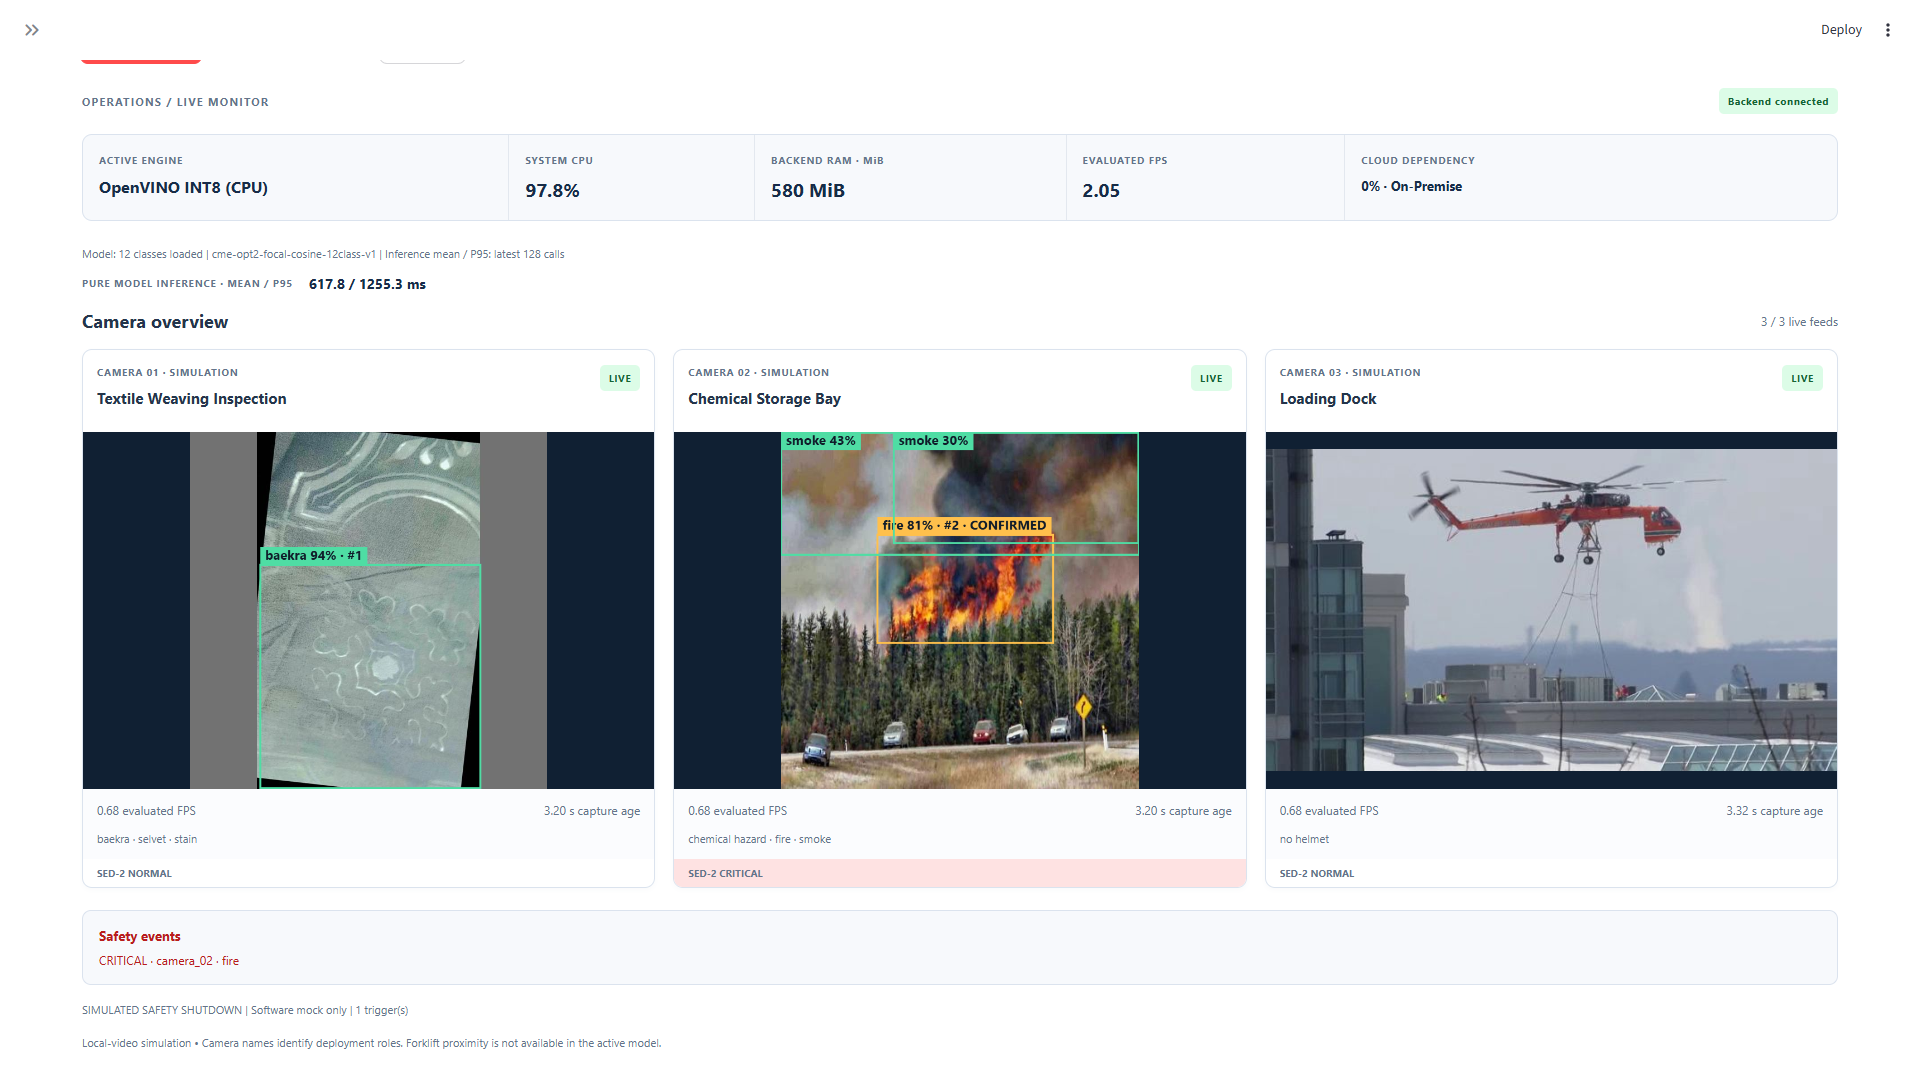 Deploy
OPERATIONS / LIVE MONITOR
Backend connected
ACTIVE ENGINE
OpenVINO INT8 (CPU)
SYSTEM CPU
97.8%
BACKEND RAM · MiB
580 MiB
EVALUATED FPS
2.05
CLOUD DEPENDENCY
0% · On-Premise
Model: 12 classes loaded | cme-opt2-focal-cosine-12class-v1 | Inference mean / P95: latest 128 calls
PURE MODEL INFERENCE · MEAN / P95 617.8 / 1255.3 ms
Camera overview
3 / 3 live feeds
CAMERA 01 · SIMULATION
LIVE
Textile Weaving Inspection
baekra 94% · #1
0.68 evaluated FPS
3.20 s capture age
baekra · selvet · stain
SED-2 NORMAL
CAMERA 02 · SIMULATION
LIVE
Chemical Storage Bay
smoke 43%
smoke 30%
fire 81% · #2 · CONFIRMED
0.68 evaluated FPS
3.20 s capture age
chemical hazard · fire · smoke
SED-2 CRITICAL
CAMERA 03 · SIMULATION
LIVE
Loading Dock
0.68 evaluated FPS
3.32 s capture age
no helmet
SED-2 NORMAL
Safety events
CRITICAL · camera_02 · fire
SIMULATED SAFETY SHUTDOWN | Software mock only | 1 trigger(s)
Local-video simulation • Camera names identify deployment roles. Forklift proximity is not available in the active model.